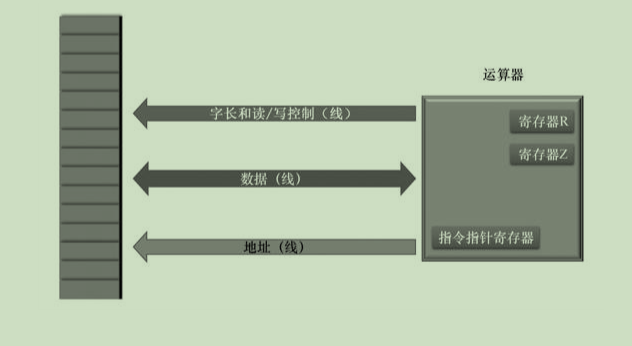 运算器
字长和读/写控制（线）
寄存器R
寄存器Z
数据（线）
指令指针寄存器
地址（线）